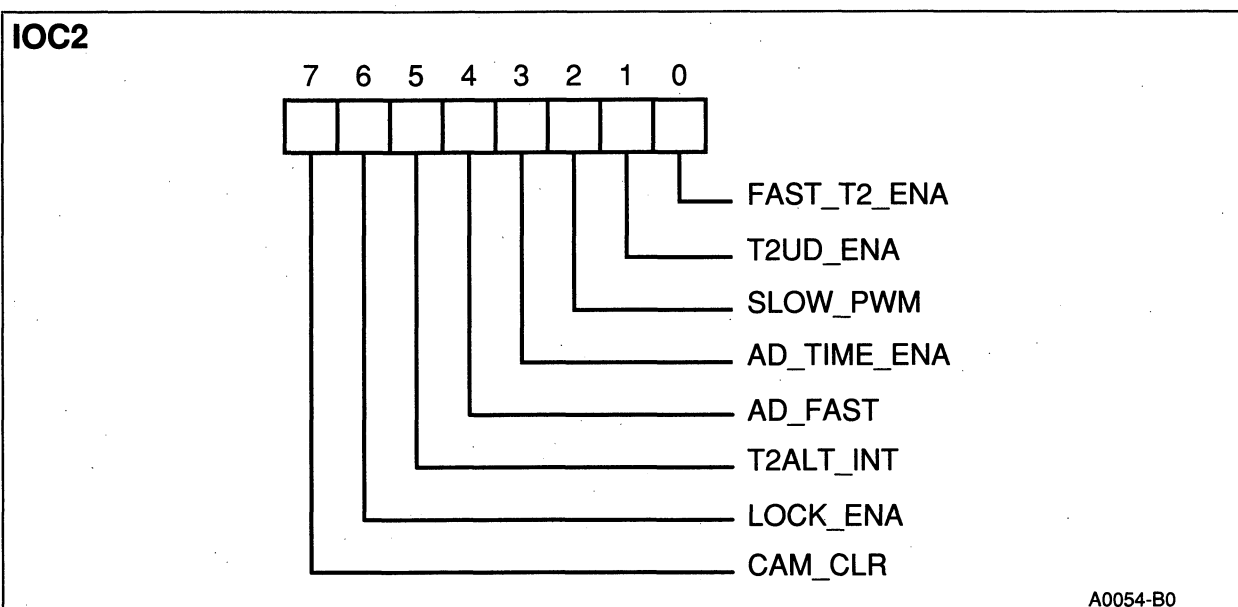 IOC2
7 6 5 4 3 2 1 0
FAST_T2_ENA
T2UD_ENA
SLOW_PWM
AD_TIME_ENA
AD_FAST
T2ALT_INT
LOCK_ENA
CAM_CLR
A0054-B0